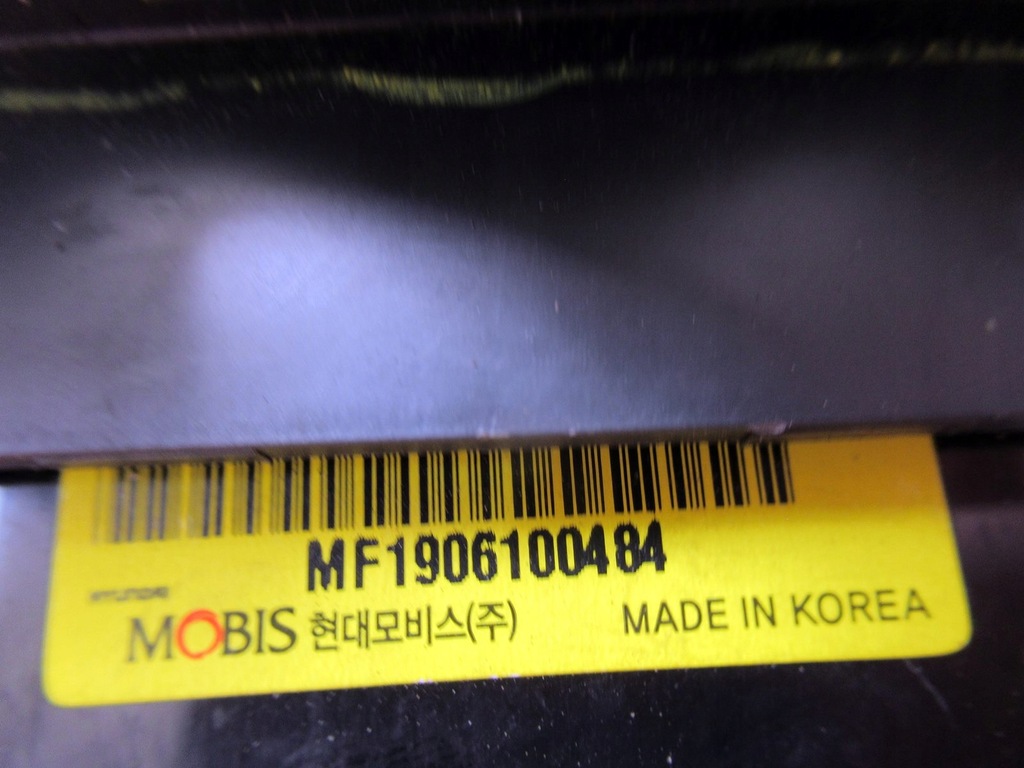 MF1906100484
HYUNDAI
MOBIS 현대모비스(주) MADE IN KOREA